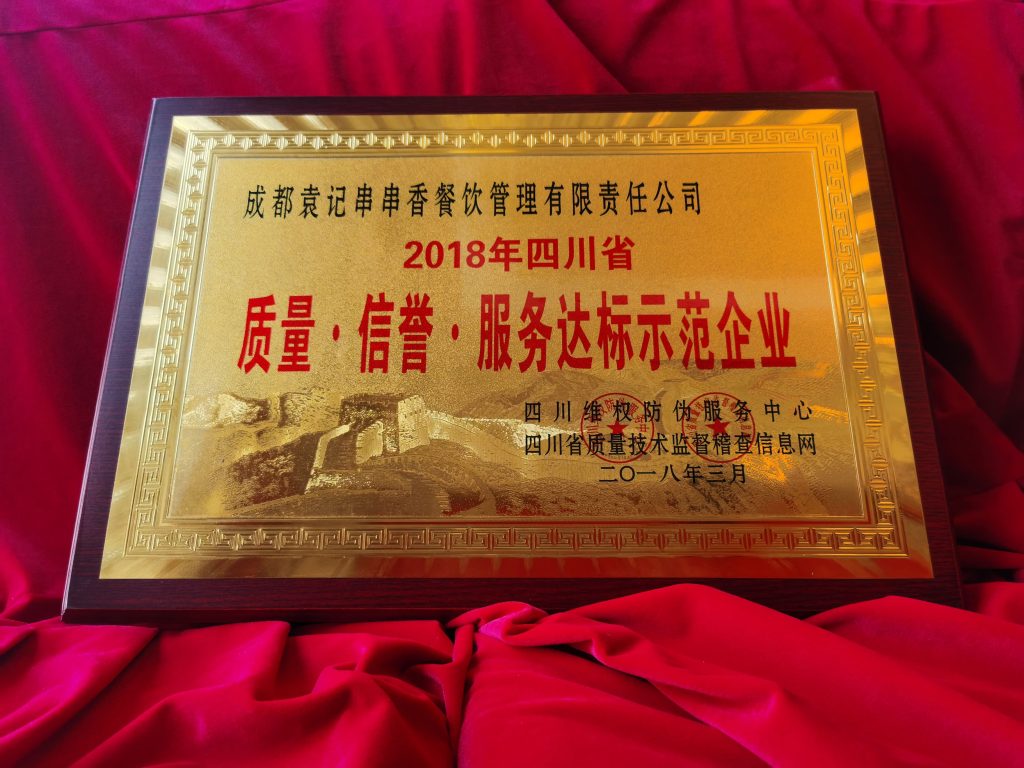 成都袁记串串香餐饮管理有限责任公司
2018年四川省
质量·信誉·服务达标示范企业
四川维权防伪服务中心
四川省质量技术监督稽查信息网
二〇一八年三月